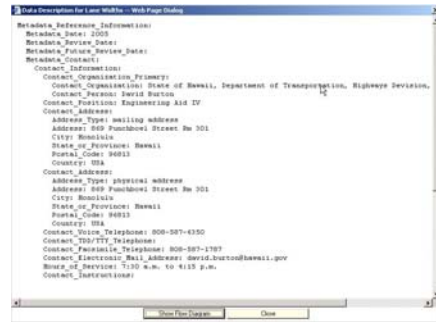 Data Description for Lane Widths -- Web Page Dialog
Metadata_Reference_Information:
Metadata_Date: 2005
Metadata_Review_Date:
Metadata_Future_Review_Date:
Metadata_Contact:
Contact_Information:
Contact_Organization_Primary:
Contact_Organization: State of Hawaii, Department of Transportation, Highways Devision,
Contact_Person: David Burton
Contact_Position: Engineering Aid IV
Contact_Address:
Address_Type: mailing address
Address: 869 Punchbowl Street Rm 301
City: Honolulu
State_or_Province: Hawaii
Postal_Code: 96813
Country: USA
Contact_Address:
Address_Type: physical address
Address: 869 Punchbowl Street Rm 301
City: Honolulu
State_or_Province: Hawaii
Postal_Code: 96813
Country: USA
Contact_Voice_Telephone: 808-587-6350
Contact_TDD/TTY_Telephone:
Contact_Facsimile_Telephone: 808-587-1787
Contact_Electronic_Mail_Address: david.burton@hawaii.gov
Hours_of_Service: 7:30 a.m. to 4:15 p.m.
Contact_Instructions:
Show Flow Diagram
Close